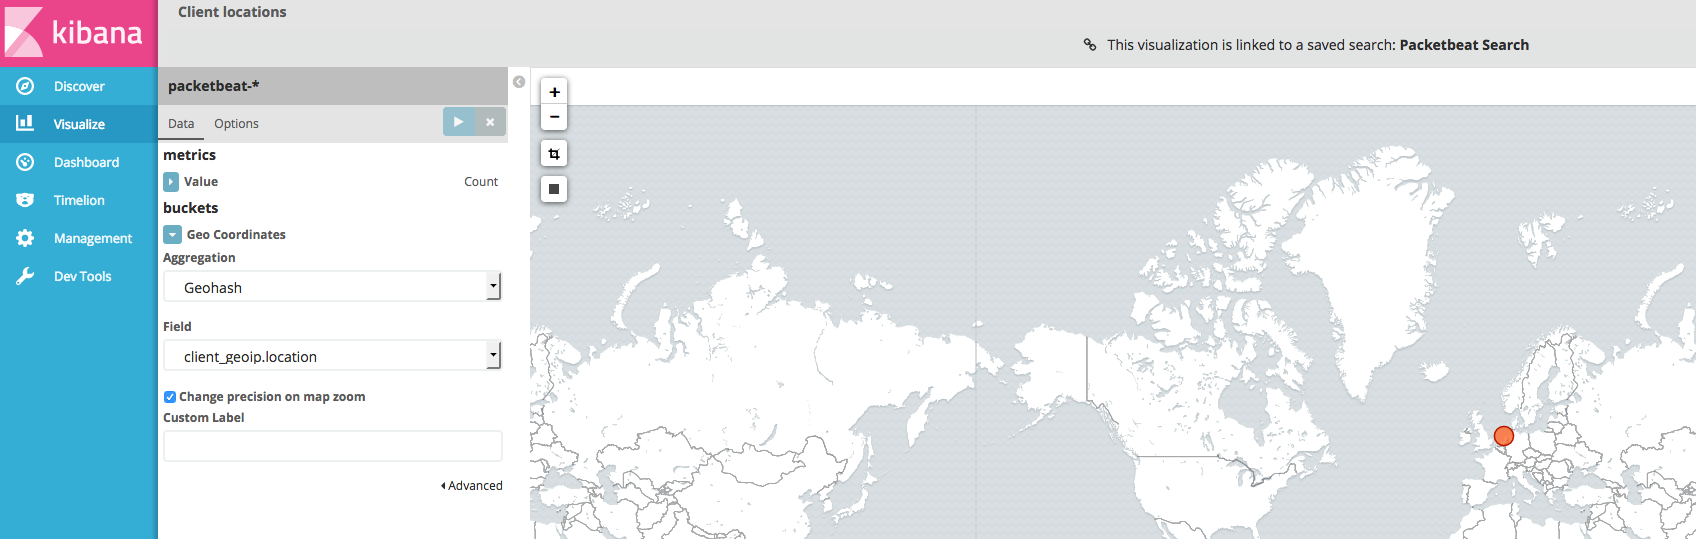 kibana
Client locations
This visualization is linked to a saved search: Packetbeat Search
Discover
Visualize
Dashboard
Timelion
Management
Dev Tools
packetbeat-*
Data Options
metrics
Value Count
buckets
Geo Coordinates
Aggregation
Geohash
Field
client_geoip.location
Change precision on map zoom
Custom Label
Advanced
+
−